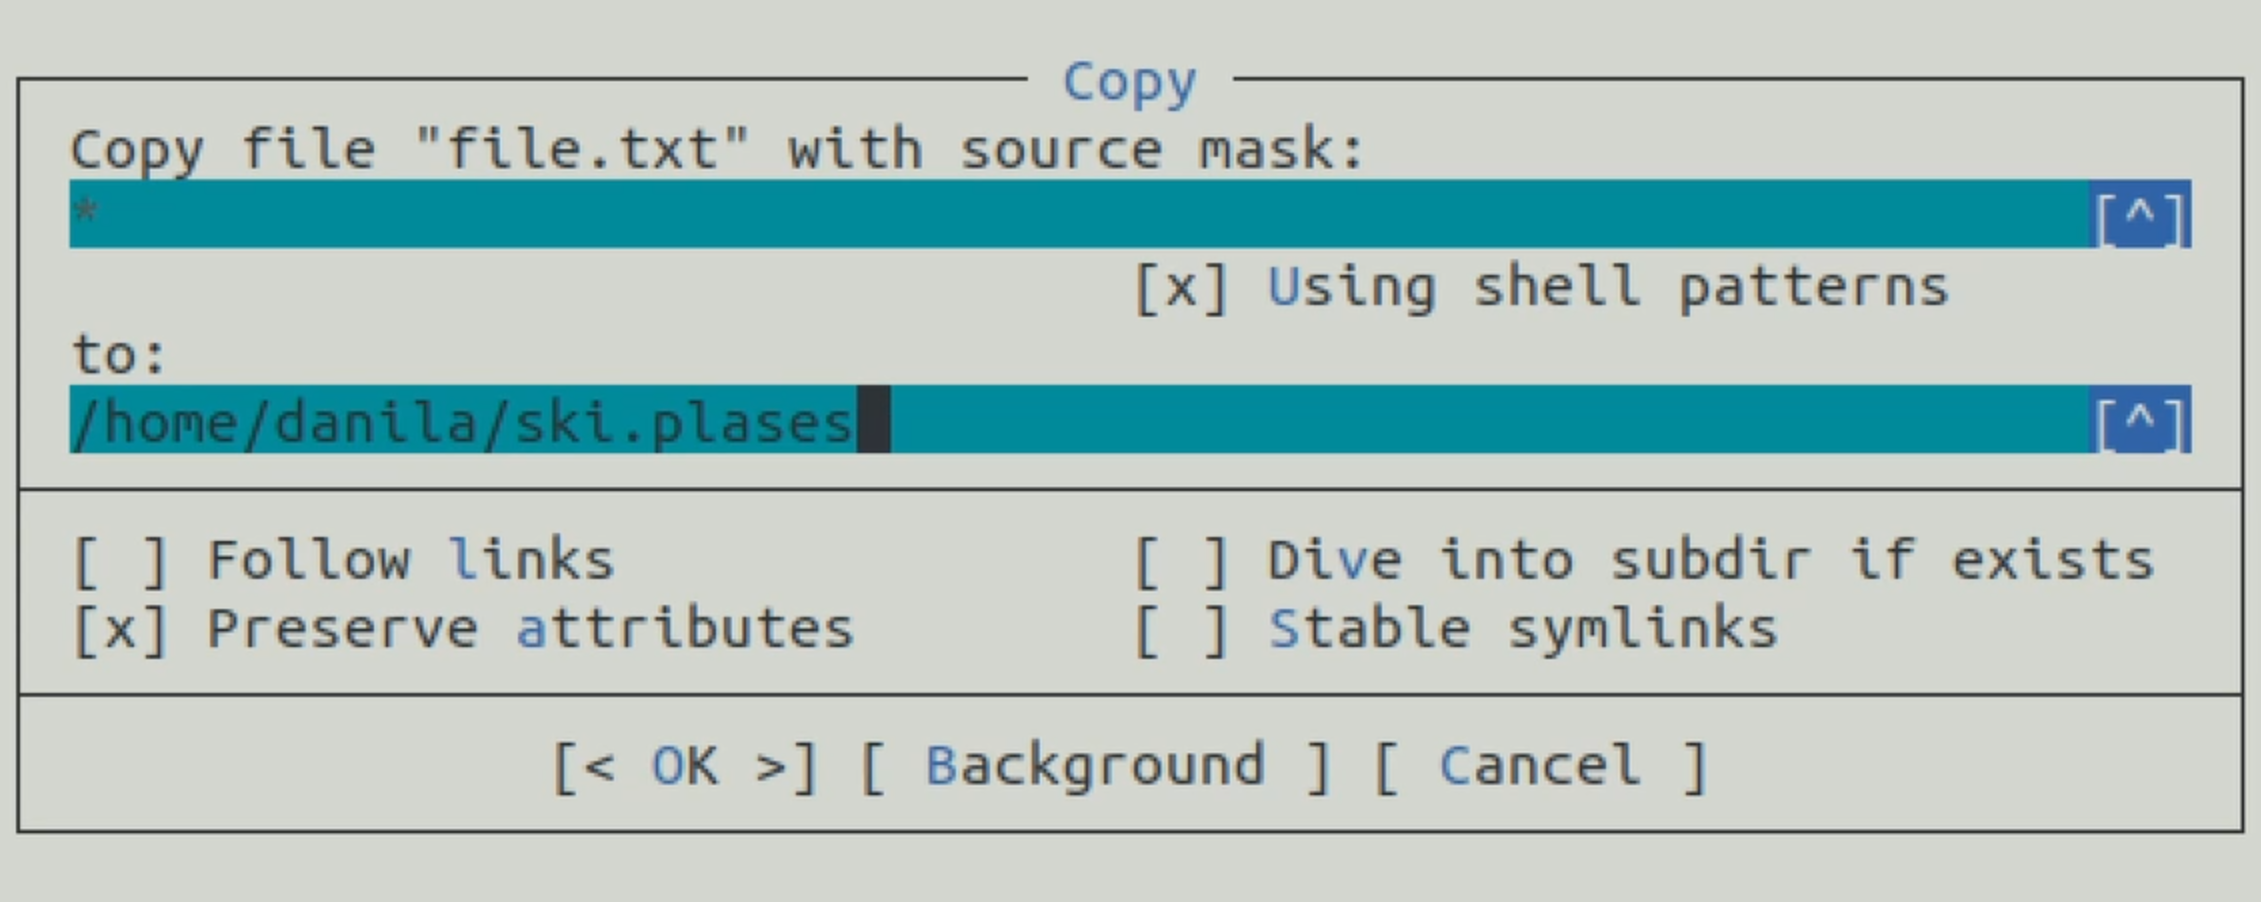 Copy
Copy file "file.txt" with source mask:
* [^]
[x] Using shell patterns
to:
/home/danila/ski.plases [^]
[ ] Follow links [ ] Dive into subdir if exists
[x] Preserve attributes [ ] Stable symlinks
[< OK >] [ Background ] [ Cancel ]